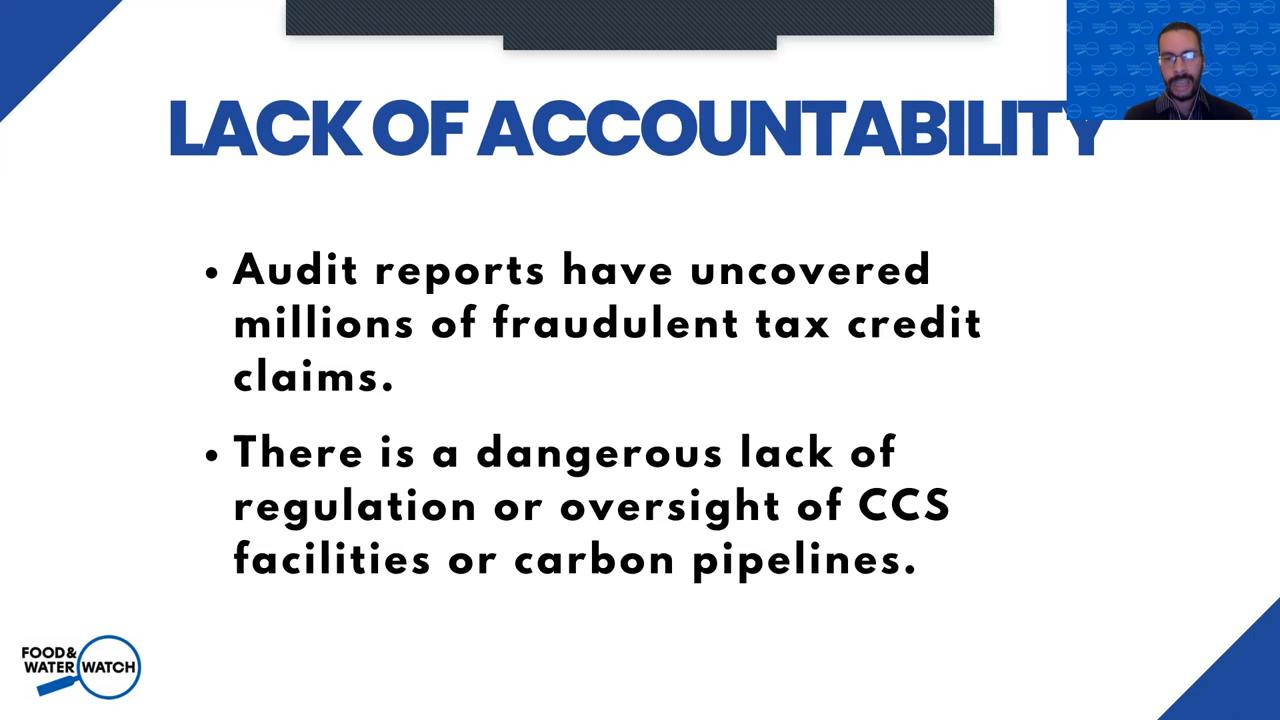 LACK OF ACCOUNTABILITY
• Audit reports have uncovered
millions of fraudulent tax credit
claims.
• There is a dangerous lack of
regulation or oversight of CCS
facilities or carbon pipelines.
FOOD&
WATER WATCH